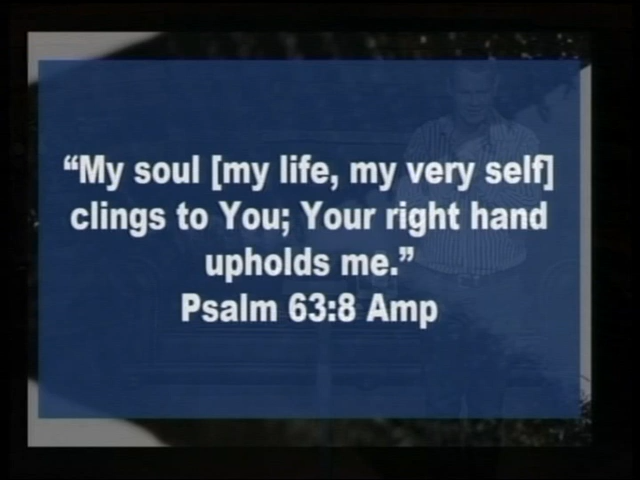 “My soul [my life, my very self]
clings to You; Your right hand
upholds me.”
Psalm 63:8 Amp